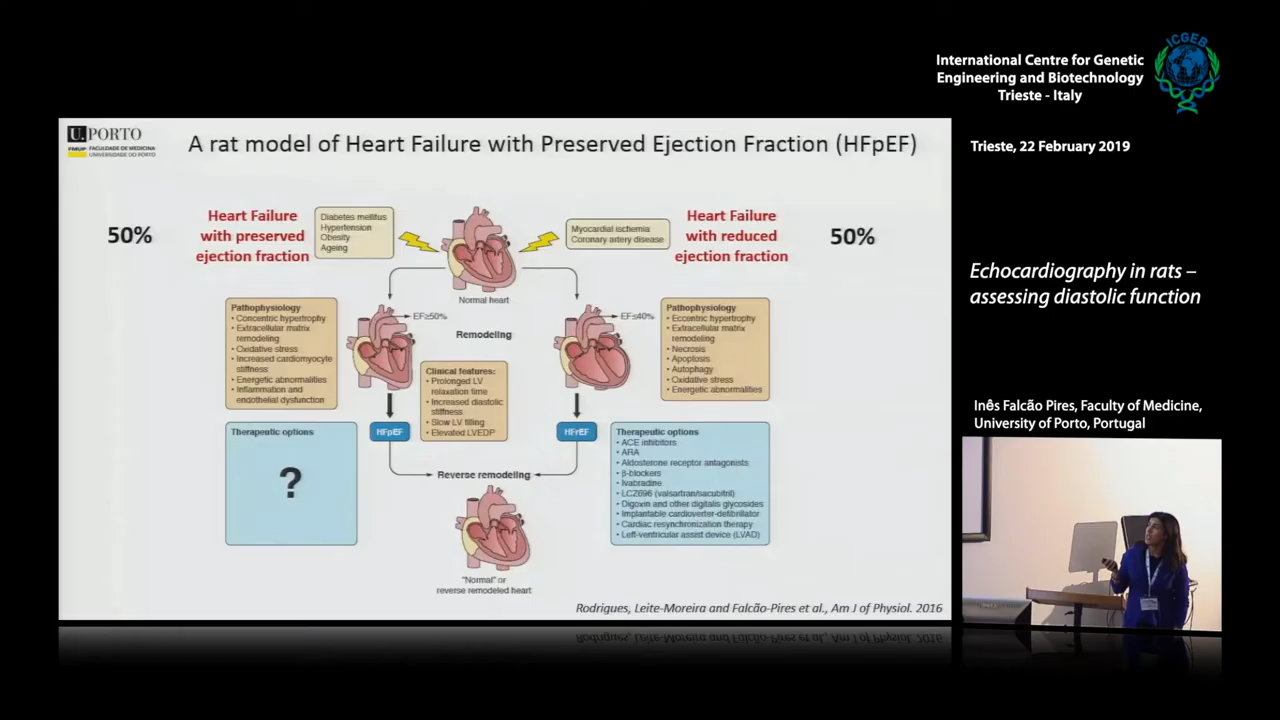 U. PORTO
FMUP FACULDADE DE MEDICINA
UNIVERSIDADE DO PORTO
A rat model of Heart Failure with Preserved Ejection Fraction (HFpEF)
50%
Heart Failure
with preserved
ejection fraction
Diabetes mellitus
Hypertension
Obesity
Ageing
Myocardial ischemia
Coronary artery disease
Heart Failure
with reduced
ejection fraction
50%
Normal heart
Pathophysiology
• Concentric hypertrophy
• Extracellular matrix
remodeling
• Oxidative stress
• Increased cardiomyocyte
stiffness
• Energetic abnormalities
• Inflammation and
endothelial dysfunction
EF≥50%
Remodeling
EF≤40%
Pathophysiology
• Eccentric hypertrophy
• Extracellular matrix
remodeling
• Necrosis
• Apoptosis
• Autophagy
• Oxidative stress
• Energetic abnormalities
Clinical features:
• Prolonged LV
relaxation time
• Increased diastolic
stiffness
• Slow LV filling
• Elevated LVEDP
HFpEF
HFrEF
Therapeutic options
?
Therapeutic options
• ACE inhibitors
• ARA
• Aldosterone receptor antagonists
• β-blockers
• Ivabradine
• LCZ696 (valsartran/sacubitril)
• Digoxin and other digitalis glycosides
• Implantable cardioverter-defibrillator
• Cardiac resynchronization therapy
• Left-ventricular assist device (LVAD)
Reverse remodeling
"Normal" or
reverse remodeled heart
Rodrigues, Leite-Moreira and Falcão-Pires et al., Am J of Physiol. 2016
International Centre for Genetic
Engineering and Biotechnology
Trieste - Italy
ICGEB
Trieste, 22 February 2019
Echocardiography in rats –
assessing diastolic function
Inês Falcão Pires, Faculty of Medicine,
University of Porto, Portugal